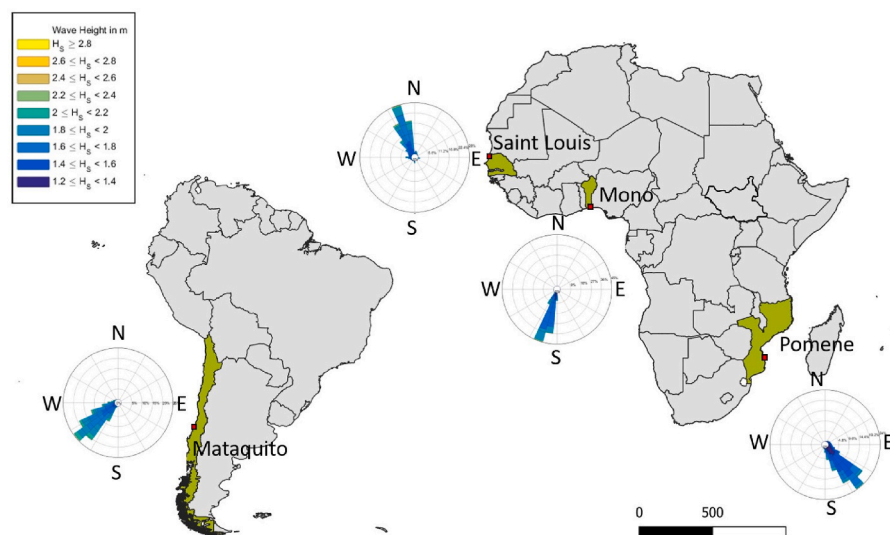 Wave Height in m
H_S ≥ 2.8
2.6 ≤ H_S < 2.8
2.4 ≤ H_S < 2.6
2.2 ≤ H_S < 2.4
2 ≤ H_S < 2.2
1.8 ≤ H_S < 2
1.6 ≤ H_S < 1.8
1.4 ≤ H_S < 1.6
1.2 ≤ H_S < 1.4
N
W
E
S
Saint Louis
Mono
N
W
E
S
Pomene
N
W
E
S
N
W
E
S
Mataquito
0 500